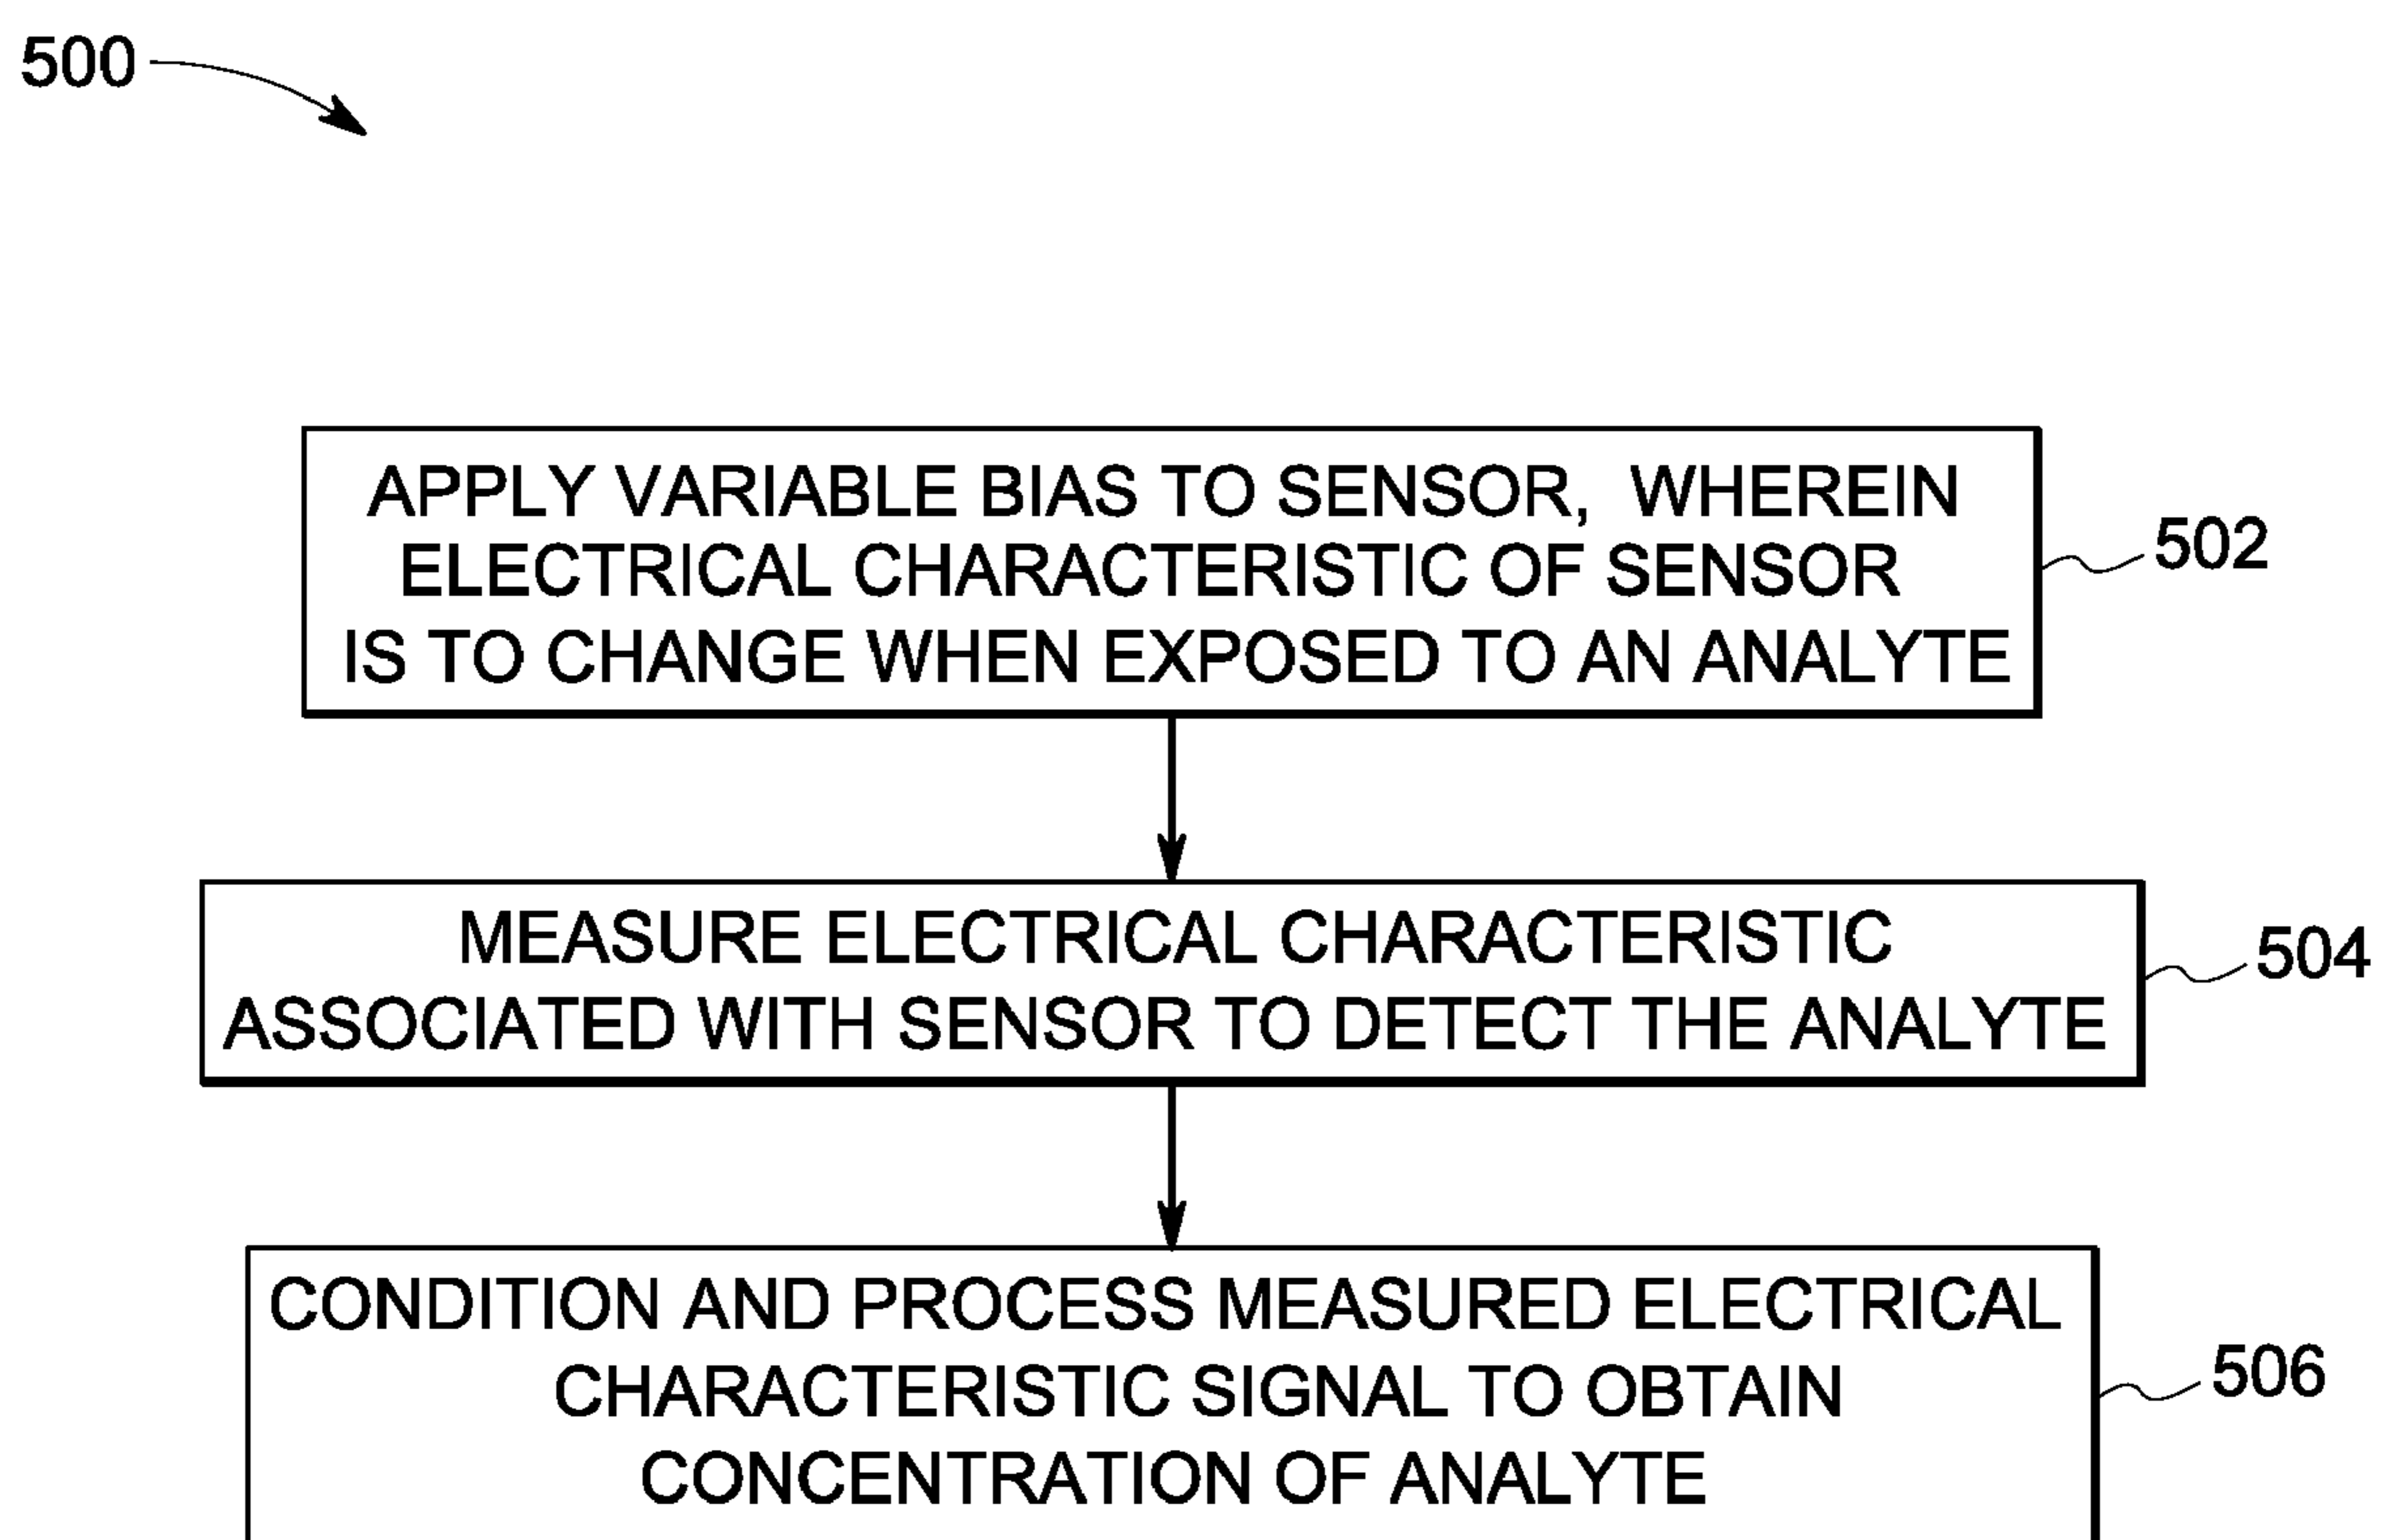 500
APPLY VARIABLE BIAS TO SENSOR, WHEREIN
ELECTRICAL CHARACTERISTIC OF SENSOR
IS TO CHANGE WHEN EXPOSED TO AN ANALYTE
502
MEASURE ELECTRICAL CHARACTERISTIC
ASSOCIATED WITH SENSOR TO DETECT THE ANALYTE
504
CONDITION AND PROCESS MEASURED ELECTRICAL
CHARACTERISTIC SIGNAL TO OBTAIN
CONCENTRATION OF ANALYTE
506